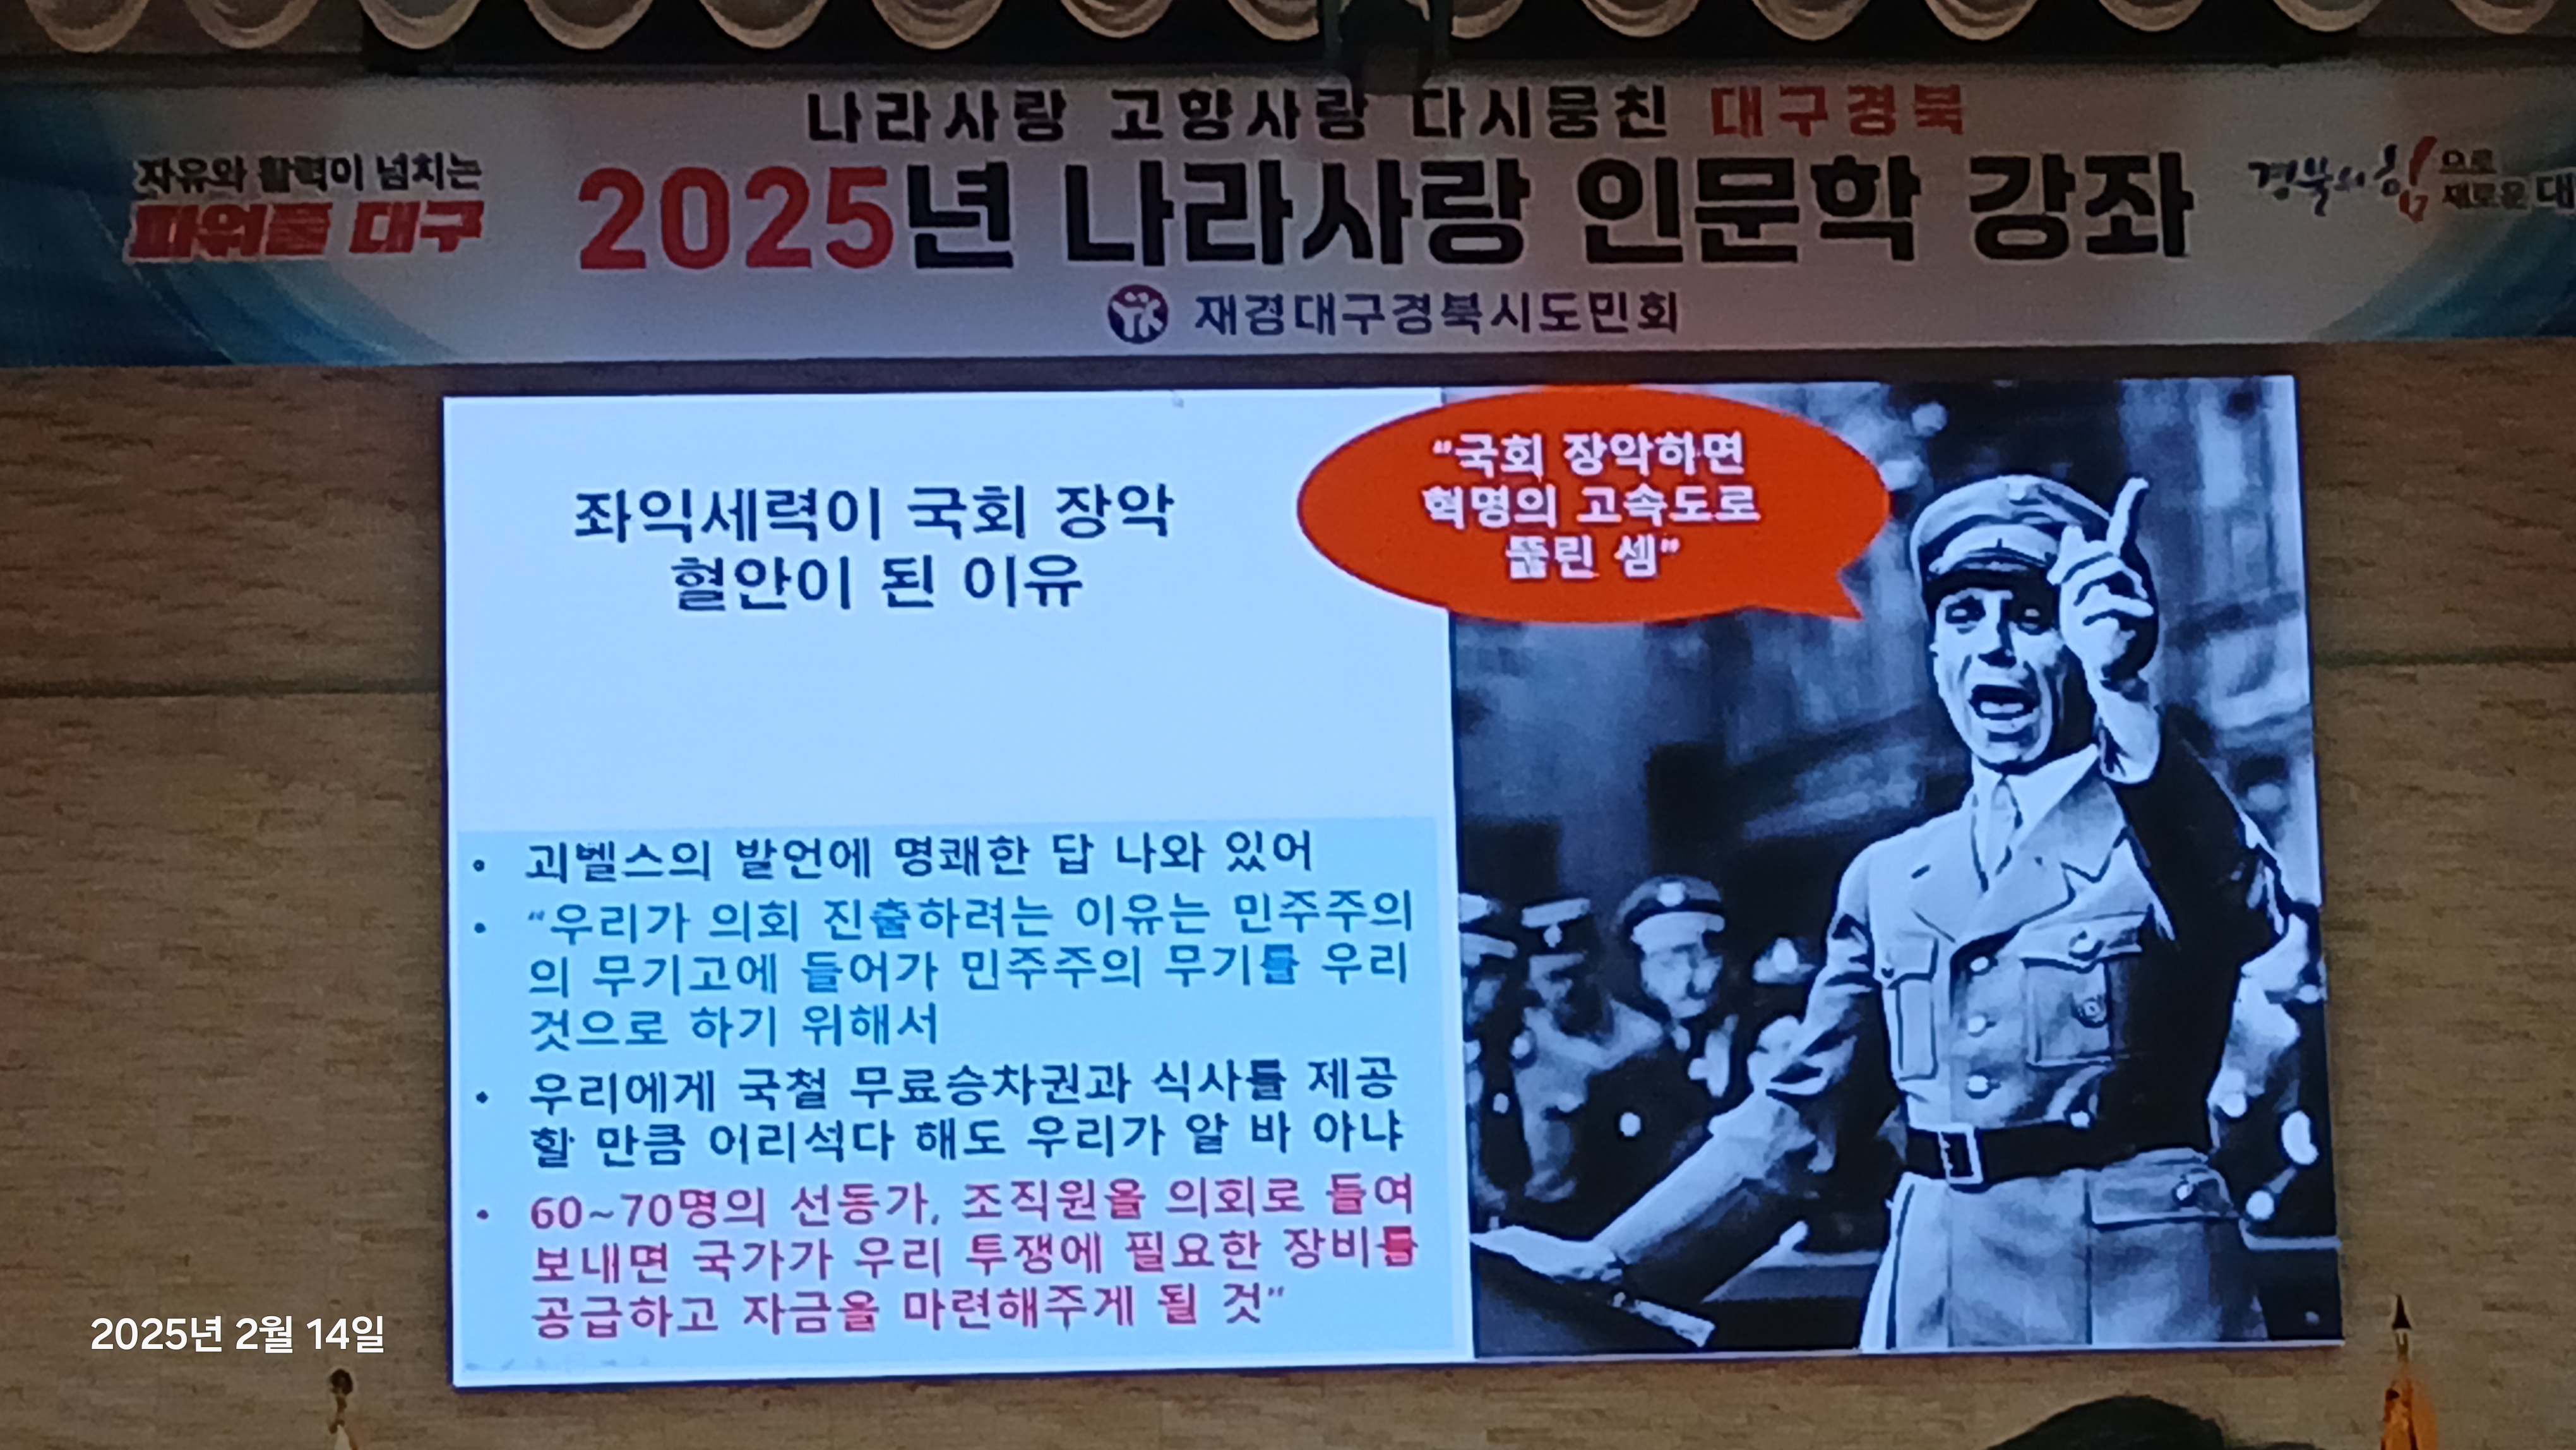 나라사랑 고향사랑 다시뭉친 대구경북
자유와 활력이 넘치는
파워풀 대구
2025년 나라사랑 인문학 강좌
경북의 힘으로
새로운 대
재경대구경북시도민회
좌익세력이 국회 장악
혈안이 된 이유
“국회 장악하면
혁명의 고속도로
뚫린 셈”
• 괴벨스의 발언에 명쾌한 답 나와 있어
• “우리가 의회 진출하려는 이유는 민주주의
의 무기고에 들어가 민주주의 무기를 우리
것으로 하기 위해서
• 우리에게 국철 무료승차권과 식사를 제공
할 만큼 어리석다 해도 우리가 알 바 아냐
• 60~70명의 선동가, 조직원을 의회로 들여
보내면 국가가 우리 투쟁에 필요한 장비를
공급하고 자금을 마련해주게 될 것”
2025년 2월 14일